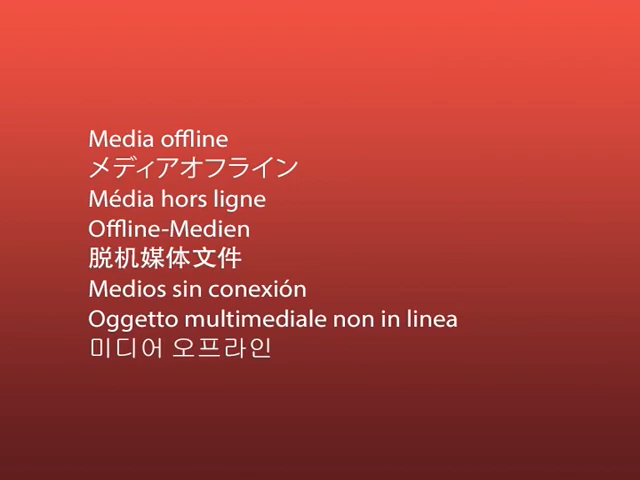 Media offline
メディアオフライン
Média hors ligne
Offline-Medien
脱机媒体文件
Medios sin conexión
Oggetto multimediale non in linea
미디어 오프라인